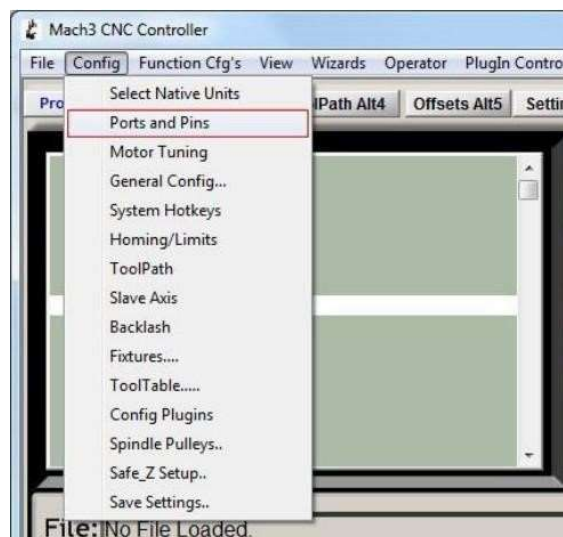 Mach3 CNC Controller
File Config Function Cfg's View Wizards Operator PlugIn Contro
Pro lPath Alt4 Offsets Alt5 Settin
Select Native Units
Ports and Pins
Motor Tuning
General Config...
System Hotkeys
Homing/Limits
ToolPath
Slave Axis
Backlash
Fixtures....
ToolTable.....
Config Plugins
Spindle Pulleys..
Safe_Z Setup..
Save Settings..
File: No File Loaded.